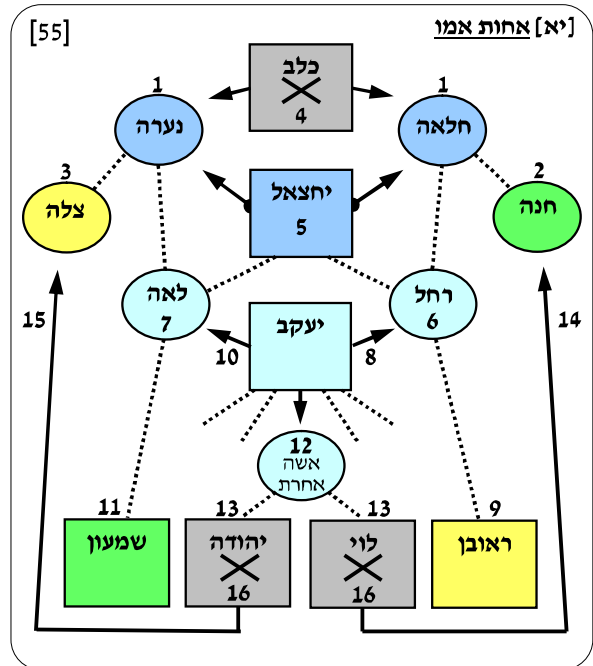 [יא] אחות אמו
[55]
כלב
4
1
נערה
1
חלאה
3
צלה
יחצאל
5
2
חנה
לאה
7
יעקב
רחל
6
15
10
8
14
12
אשה
אחרת
11
שמעון
13
יהודה
16
13
לוי
16
9
ראובן